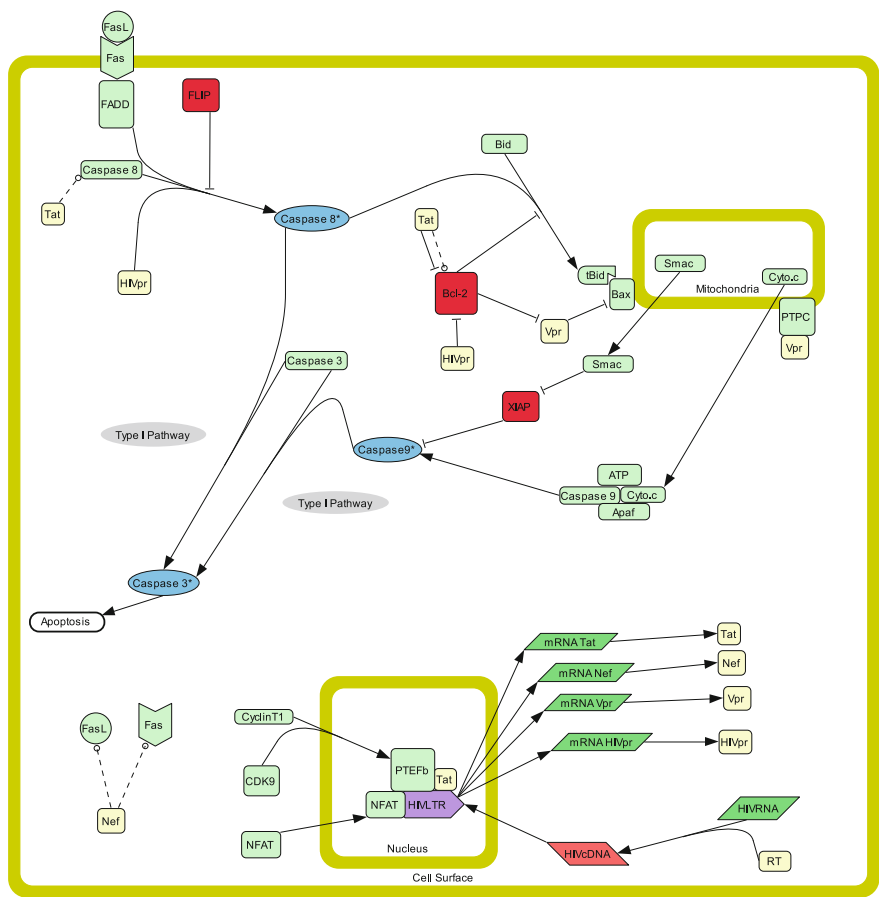 FasL
Fas
FADD
FLIP
Caspase 8
Tat
HIVpr
Caspase 8*
Bid
Tat
Bcl-2
HIVpr
Vpr
tBid
Bax
Smac
Cyto.c
Mitochondria
PTPC
Vpr
Smac
XIAP
Caspase 3
Type I Pathway
Caspase9*
Type I Pathway
ATP
Caspase 9
Cyto.c
Apaf
Caspase 3*
Apoptosis
mRNA Tat
Tat
mRNA Nef
Nef
mRNA Vpr
Vpr
mRNA HIVpr
HIVpr
FasL
Fas
Nef
CyclinT1
CDK9
NFAT
PTEFb
Tat
NFAT
HIVLTR
Nucleus
HIVRNA
HIVcDNA
RT
Cell Surface